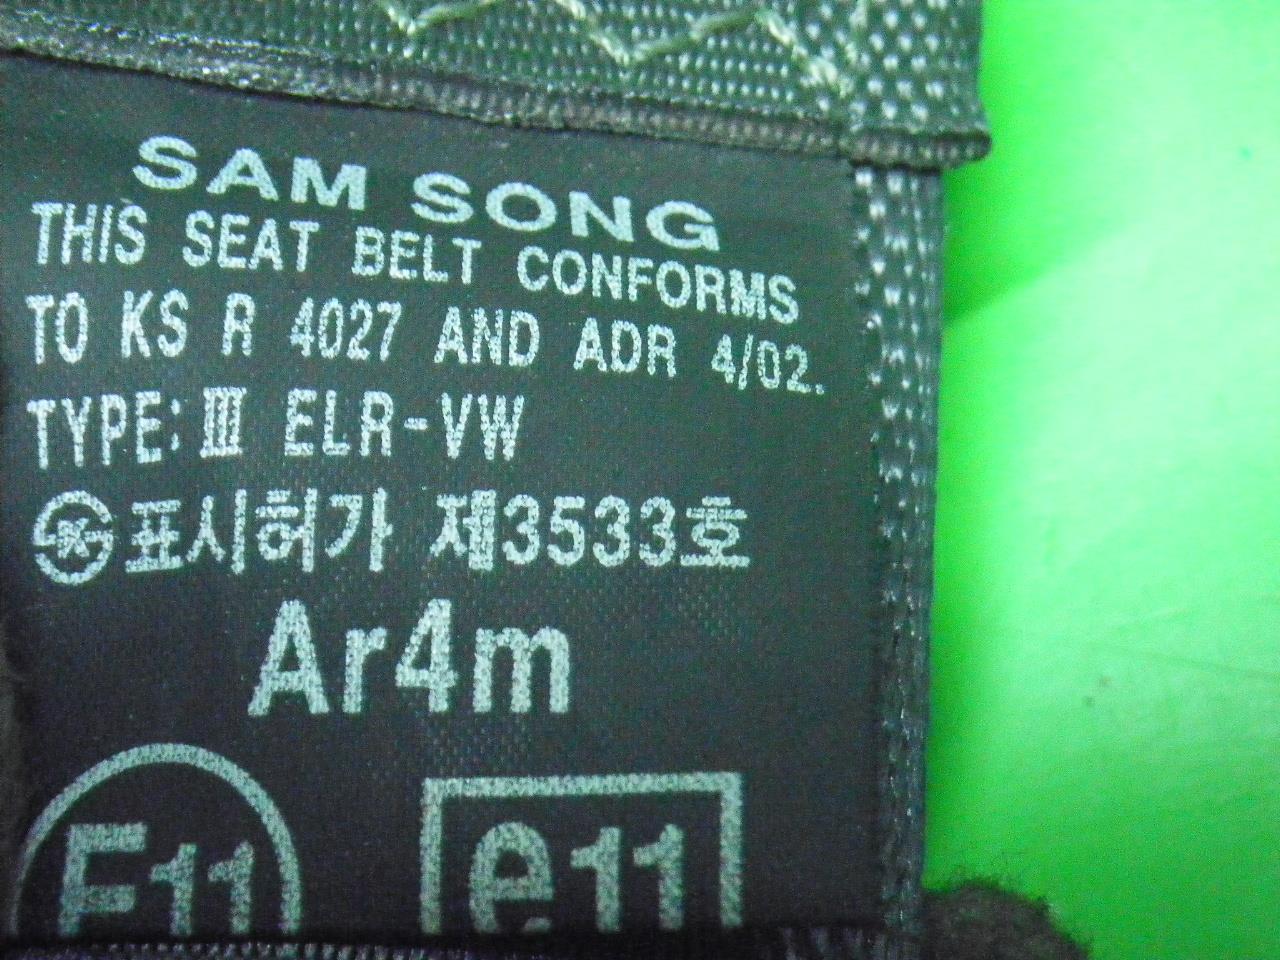 SAM SONG
THIS SEAT BELT CONFORMS
TO KS R 4027 AND ADR 4/02.
TYPE: Ⅲ ELR-VW
㉿표시허가 제3533호
Ar4m
E11 e11